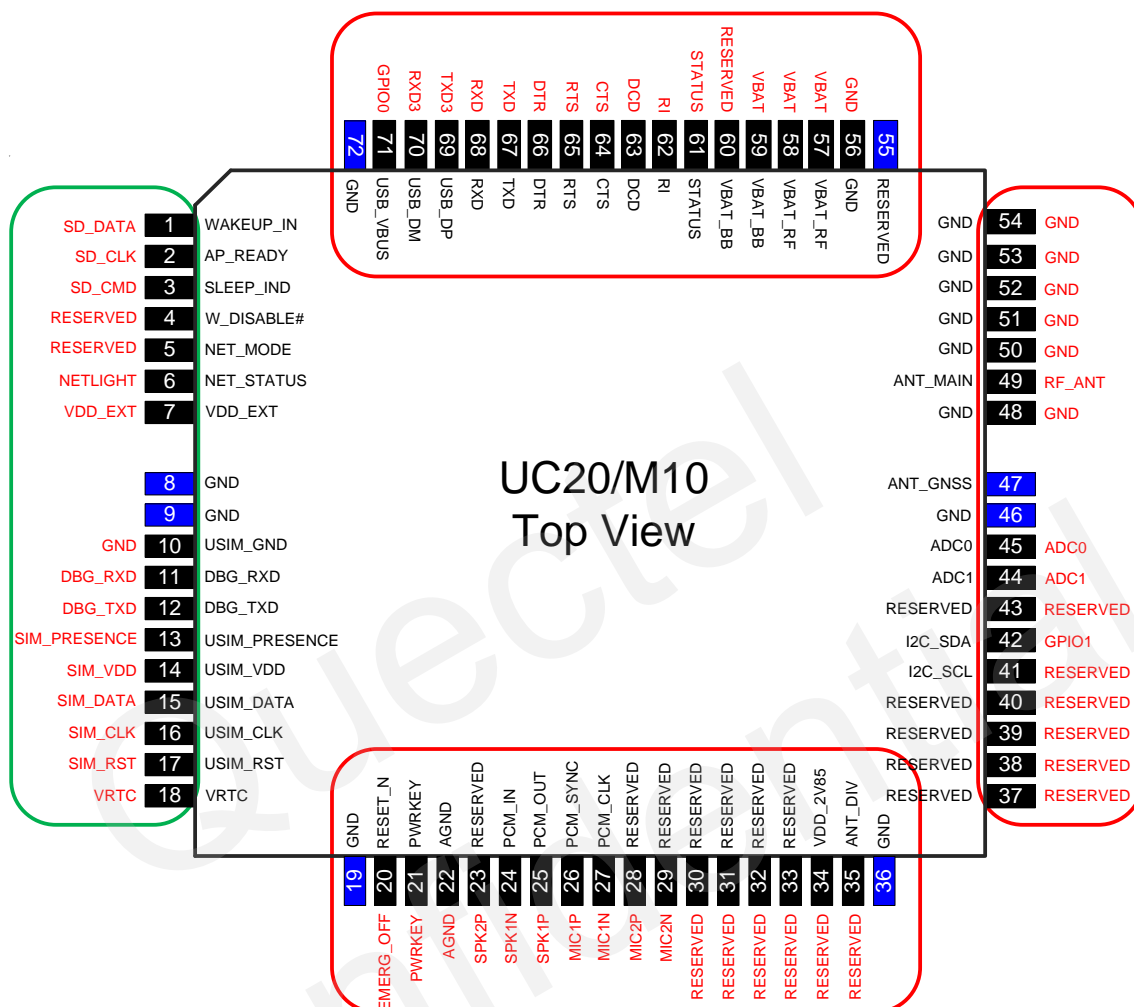 GPIO0 RXD3 TXD3 RXD TXD DTR RTS CTS DCD RI STATUS RESERVED VBAT VBAT VBAT GND
72 71 70 69 68 67 66 65 64 63 62 61 60 59 58 57 56 55
GND USB_VBUS USB_DM USB_DP RXD TXD DTR RTS CTS DCD RI STATUS VBAT_BB VBAT_BB VBAT_RF VBAT_RF GND RESERVED
SD_DATA 1 WAKEUP_IN
SD_CLK 2 AP_READY
SD_CMD 3 SLEEP_IND
RESERVED 4 W_DISABLE#
RESERVED 5 NET_MODE
NETLIGHT 6 NET_STATUS
VDD_EXT 7 VDD_EXT
8 GND
9 GND
GND 10 USIM_GND
DBG_RXD 11 DBG_RXD
DBG_TXD 12 DBG_TXD
SIM_PRESENCE 13 USIM_PRESENCE
SIM_VDD 14 USIM_VDD
SIM_DATA 15 USIM_DATA
SIM_CLK 16 USIM_CLK
SIM_RST 17 USIM_RST
VRTC 18 VRTC
UC20/M10
Top View
GND 54 GND
GND 53 GND
GND 52 GND
GND 51 GND
GND 50 GND
ANT_MAIN 49 RF_ANT
GND 48 GND
ANT_GNSS 47
GND 46
ADC0 45 ADC0
ADC1 44 ADC1
RESERVED 43 RESERVED
I2C_SDA 42 GPIO1
I2C_SCL 41 RESERVED
RESERVED 40 RESERVED
RESERVED 39 RESERVED
RESERVED 38 RESERVED
RESERVED 37 RESERVED
GND RESET_N PWRKEY AGND RESERVED PCM_IN PCM_OUT PCM_SYNC PCM_CLK RESERVED RESERVED RESERVED RESERVED RESERVED RESERVED VDD_2V85 ANT_DIV GND
19 20 21 22 23 24 25 26 27 28 29 30 31 32 33 34 35 36
EMERG_OFF PWRKEY AGND SPK2P SPK1N SPK1P MIC1P MIC1N MIC2P MIC2N RESERVED RESERVED RESERVED RESERVED RESERVED RESERVED
Quectel